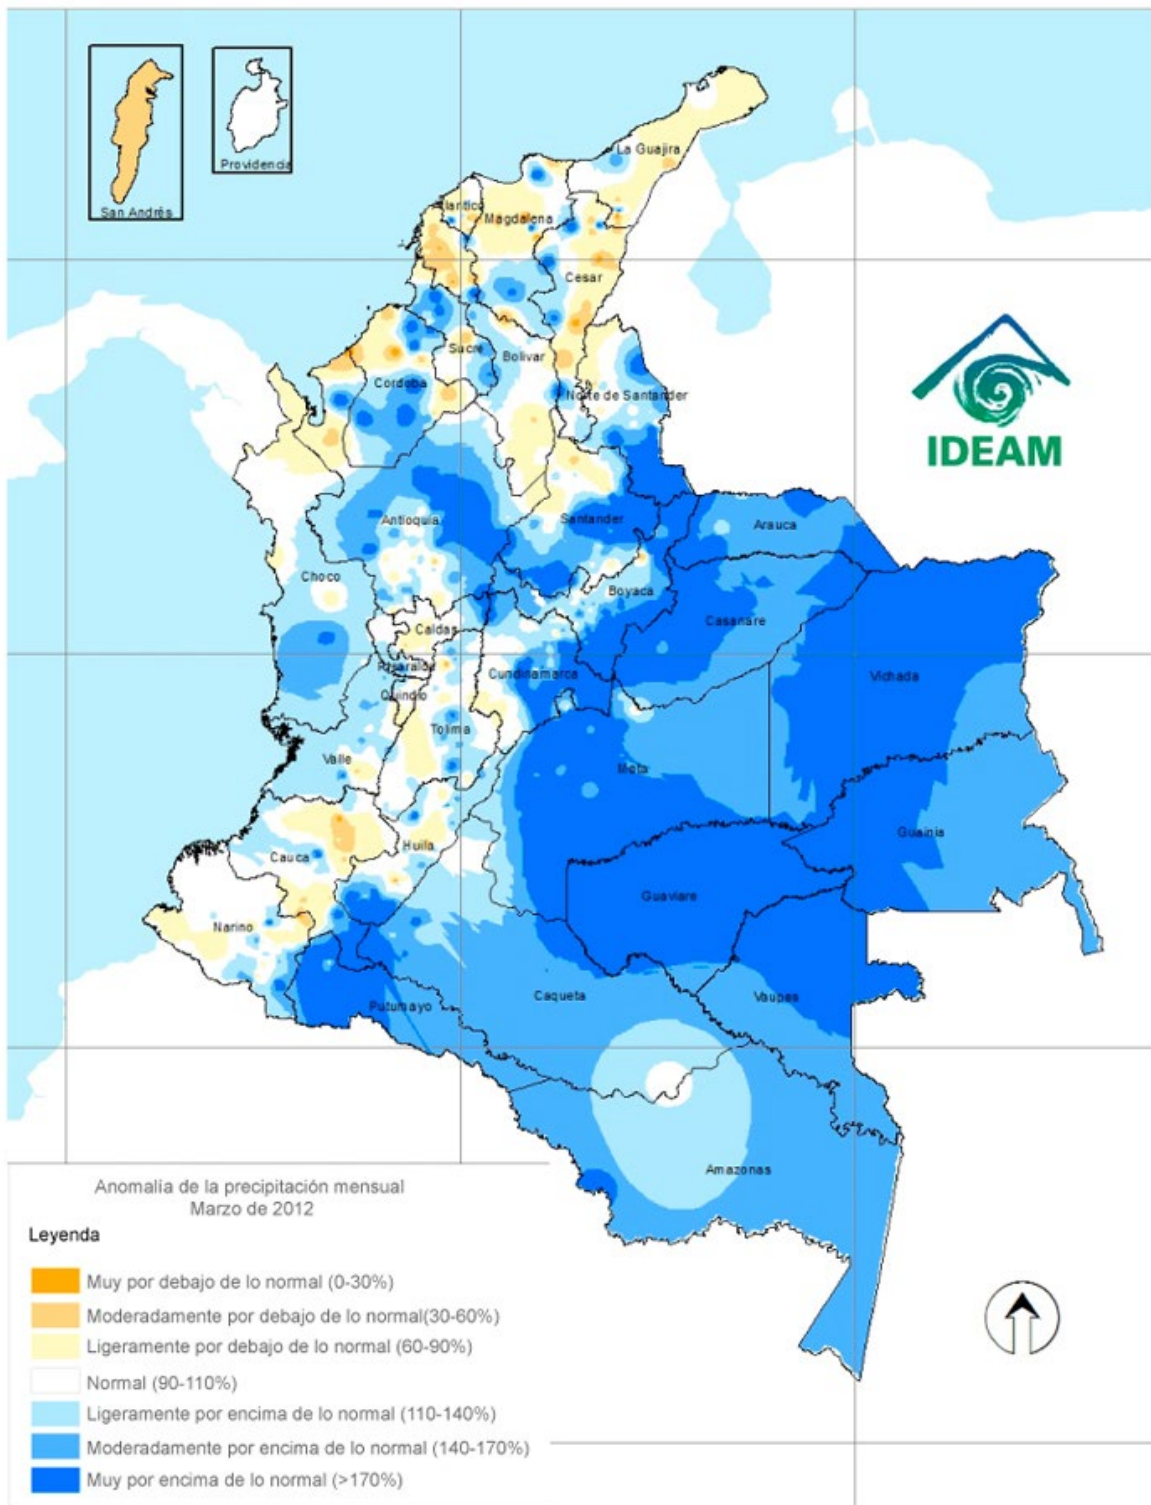 San Andrés
Providencia
La Guajira
Atlantico
Magdalena
Cesar
Sucre
Bolivar
Cordoba
Norte de Santander
IDEAM
Antioquia
Santander
Arauca
Choco
Boyaca
Caldas
Casanare
Risaralda
Cundinamarca
Vichada
Quindio
Tolima
Valle
Meta
Guainia
Cauca
Huila
Guaviare
Narino
Caqueta
Vaupes
Putumayo
Amazonas
Anomalía de la precipitación mensual
Marzo de 2012
Leyenda
Muy por debajo de lo normal (0-30%)
Moderadamente por debajo de lo normal(30-60%)
Ligeramente por debajo de lo normal (60-90%)
Normal (90-110%)
Ligeramente por encima de lo normal (110-140%)
Moderadamente por encima de lo normal (140-170%)
Muy por encima de lo normal (>170%)